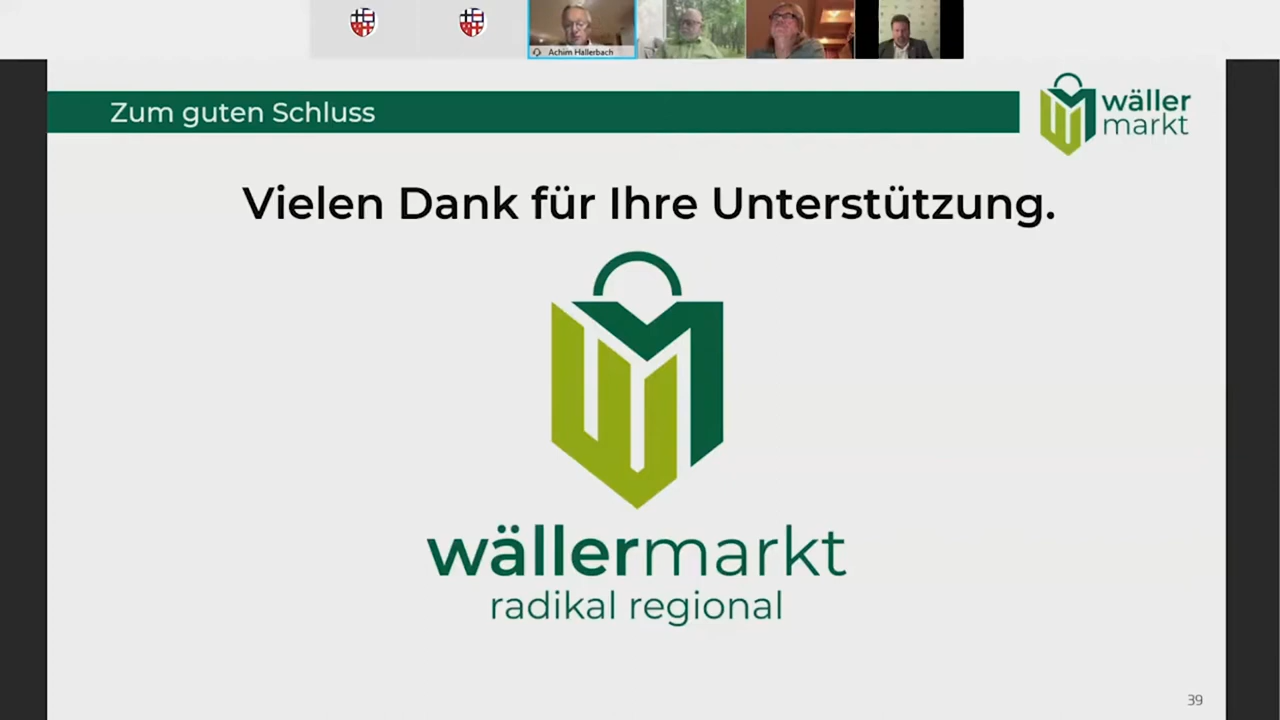 Achim Hallerbach
Zum guten Schluss
wäller
markt
Vielen Dank für Ihre Unterstützung.
wällermarkt
radikal regional
39